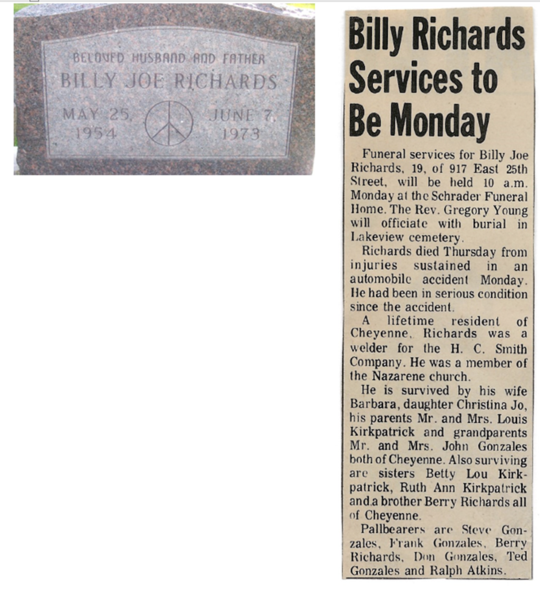 BELOVED HUSBAND AND FATHER
BILLY JOE RICHARDS
MAY 25, JUNE 7,
1954 1973
Billy Richards
Services to
Be Monday
Funeral services for Billy Joe
Richards, 19, of 917 East 25th
Street, will be held 10 a.m.
Monday at the Schrader Funeral
Home. The Rev. Gregory Young
will officiate with burial in
Lakeview cemetery.
Richards died Thursday from
injuries sustained in an
automobile accident Monday.
He had been in serious condition
since the accident.
A lifetime resident of
Cheyenne, Richards was a
welder for the H. C. Smith
Company. He was a member of
the Nazarene church.
He is survived by his wife
Barbara, daughter Christina Jo,
his parents Mr. and Mrs. Louis
Kirkpatrick and grandparents
Mr. and Mrs. John Gonzales
both of Cheyenne. Also surviving
are sisters Betty Lou Kirk-
patrick, Ruth Ann Kirkpatrick
and a brother Berry Richards all
of Cheyenne.
Pallbearers are Steve Gon-
zales, Frank Gonzales, Berry
Richards, Don Gonzales, Ted
Gonzales and Ralph Atkins.